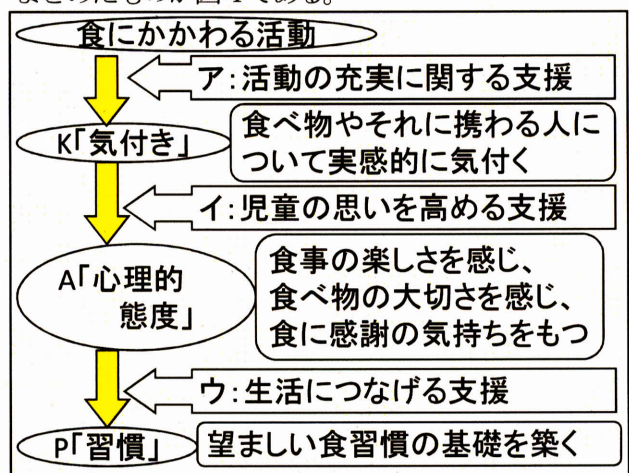 食にかかわる活動
ア:活動の充実に関する支援
K「気付き」
食べ物やそれに携わる人に
ついて実感的に気付く
イ:児童の思いを高める支援
A「心理的
態度」
食事の楽しさを感じ、
食べ物の大切さを感じ、
食に感謝の気持ちをもつ
ウ:生活につなげる支援
P「習慣」
望ましい食習慣の基礎を築く